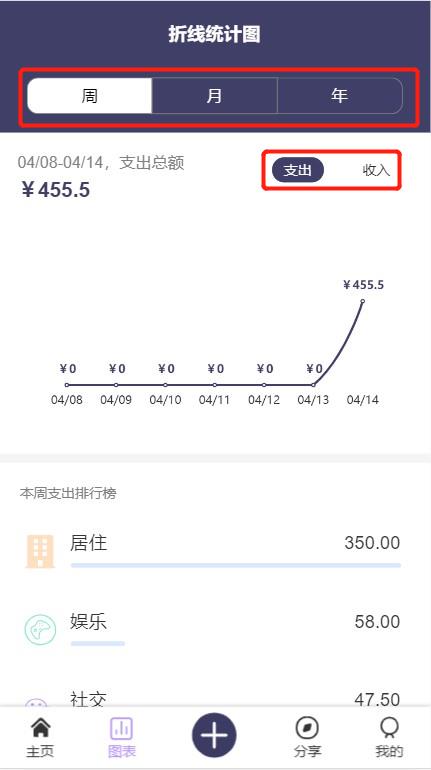 折线统计图
周 月 年
04/08-04/14，支出总额
￥455.5
支出 收入
￥455.5
￥0 ￥0 ￥0 ￥0 ￥0 ￥0
04/08 04/09 04/10 04/11 04/12 04/13 04/14
本周支出排行榜
居住 350.00
娱乐 58.00
社交 47.50
主页 图表 分享 我的